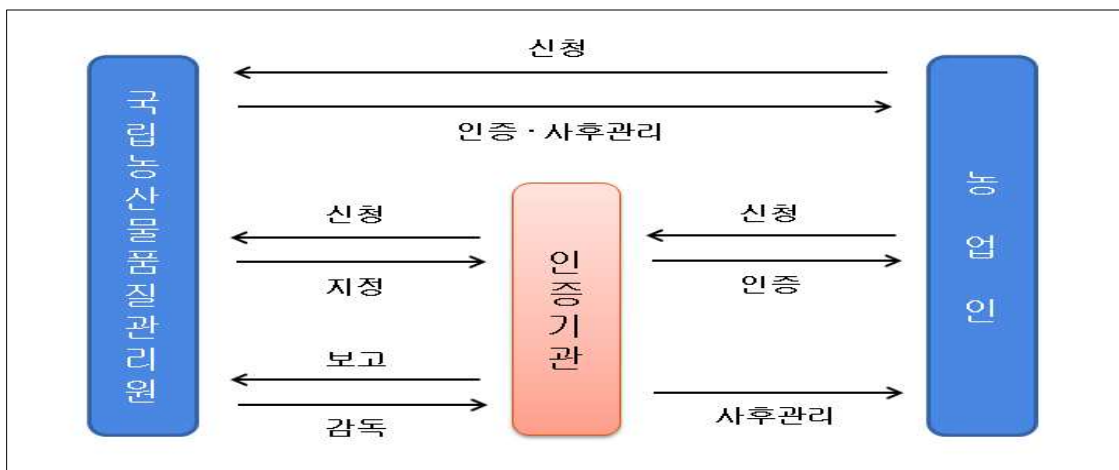 신청
인증 · 사후관리
국립농산물품질관리원
농업인
인증기관
신청
지정
신청
인증
보고
감독
사후관리